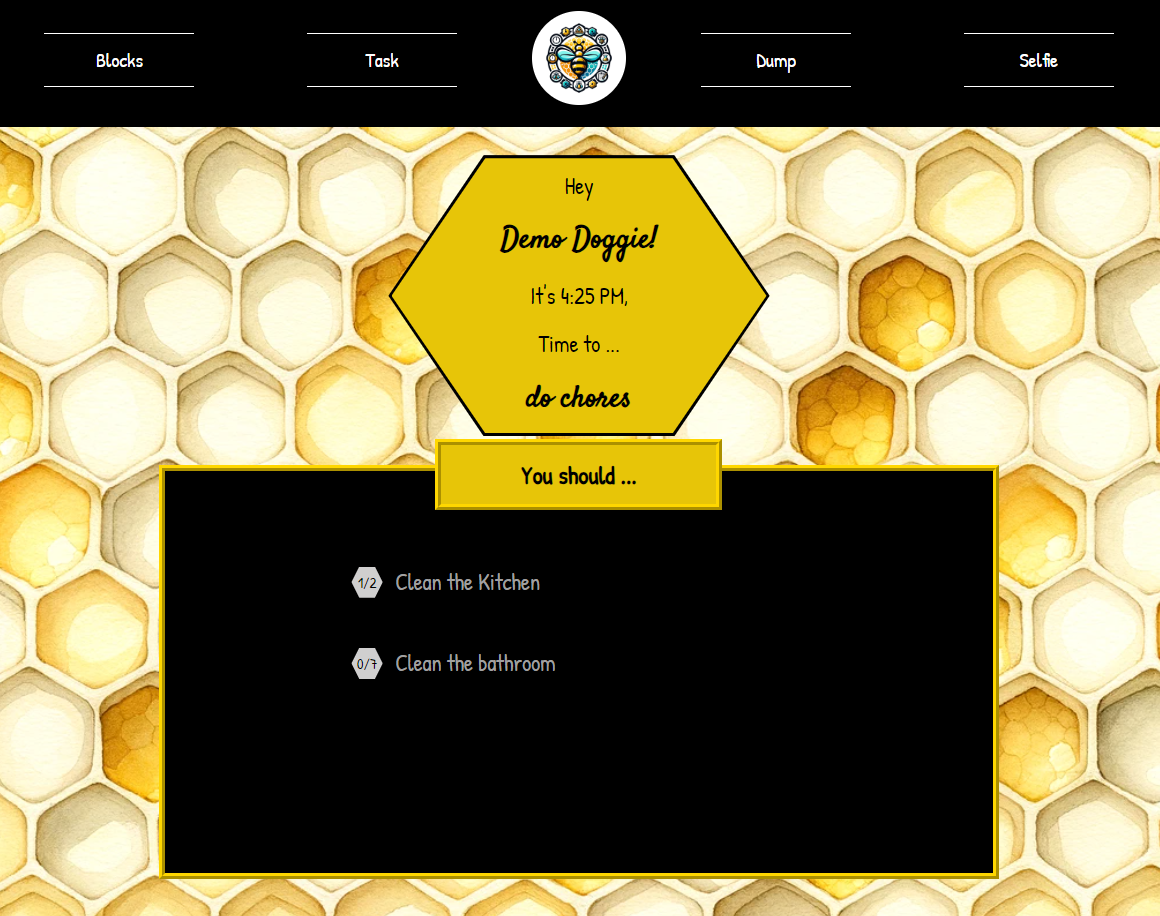 Blocks
Task
Dump
Selfie
Hey
Demo Doggie!
It's 4:25 PM,
Time to ...
do chores
You should ...
1/2 Clean the Kitchen
0/7 Clean the bathroom